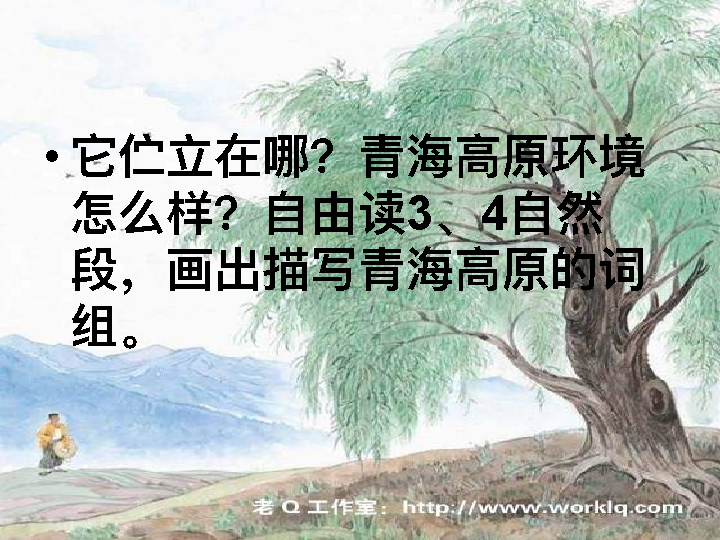 • 它伫立在哪？青海高原环境
怎么样？自由读3、4自然
段，画出描写青海高原的词
组。
老 Q 工作室：http://www.worklq.com